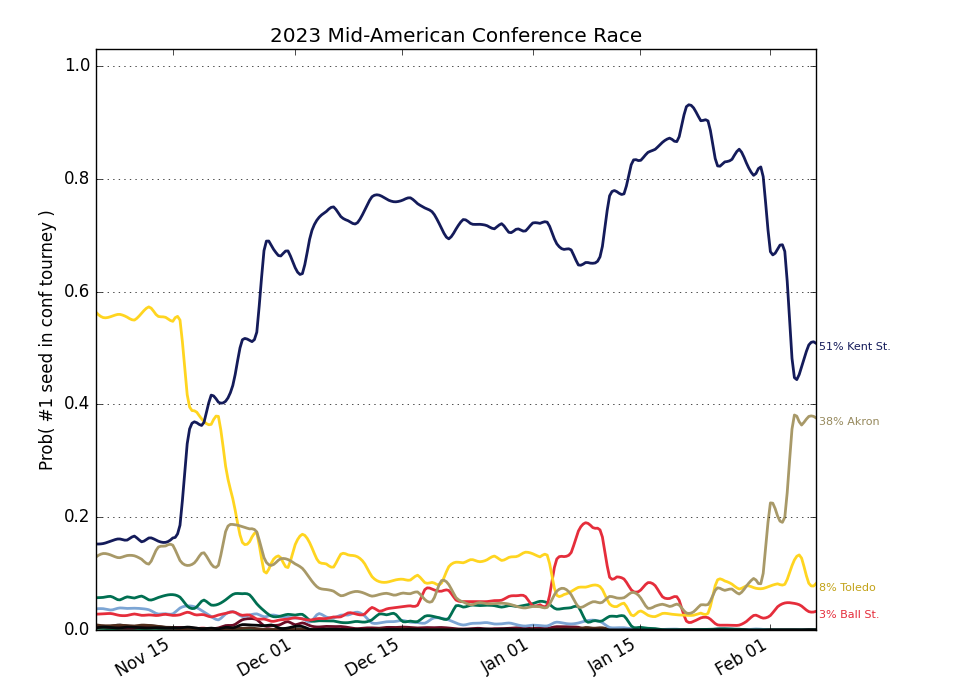 2023 Mid-American Conference Race
Prob( #1 seed in conf tourney )
1.0
0.8
0.6
0.4
0.2
0.0
51% Kent St.
38% Akron
8% Toledo
3% Ball St.
Nov 15
Dec 01
Dec 15
Jan 01
Jan 15
Feb 01